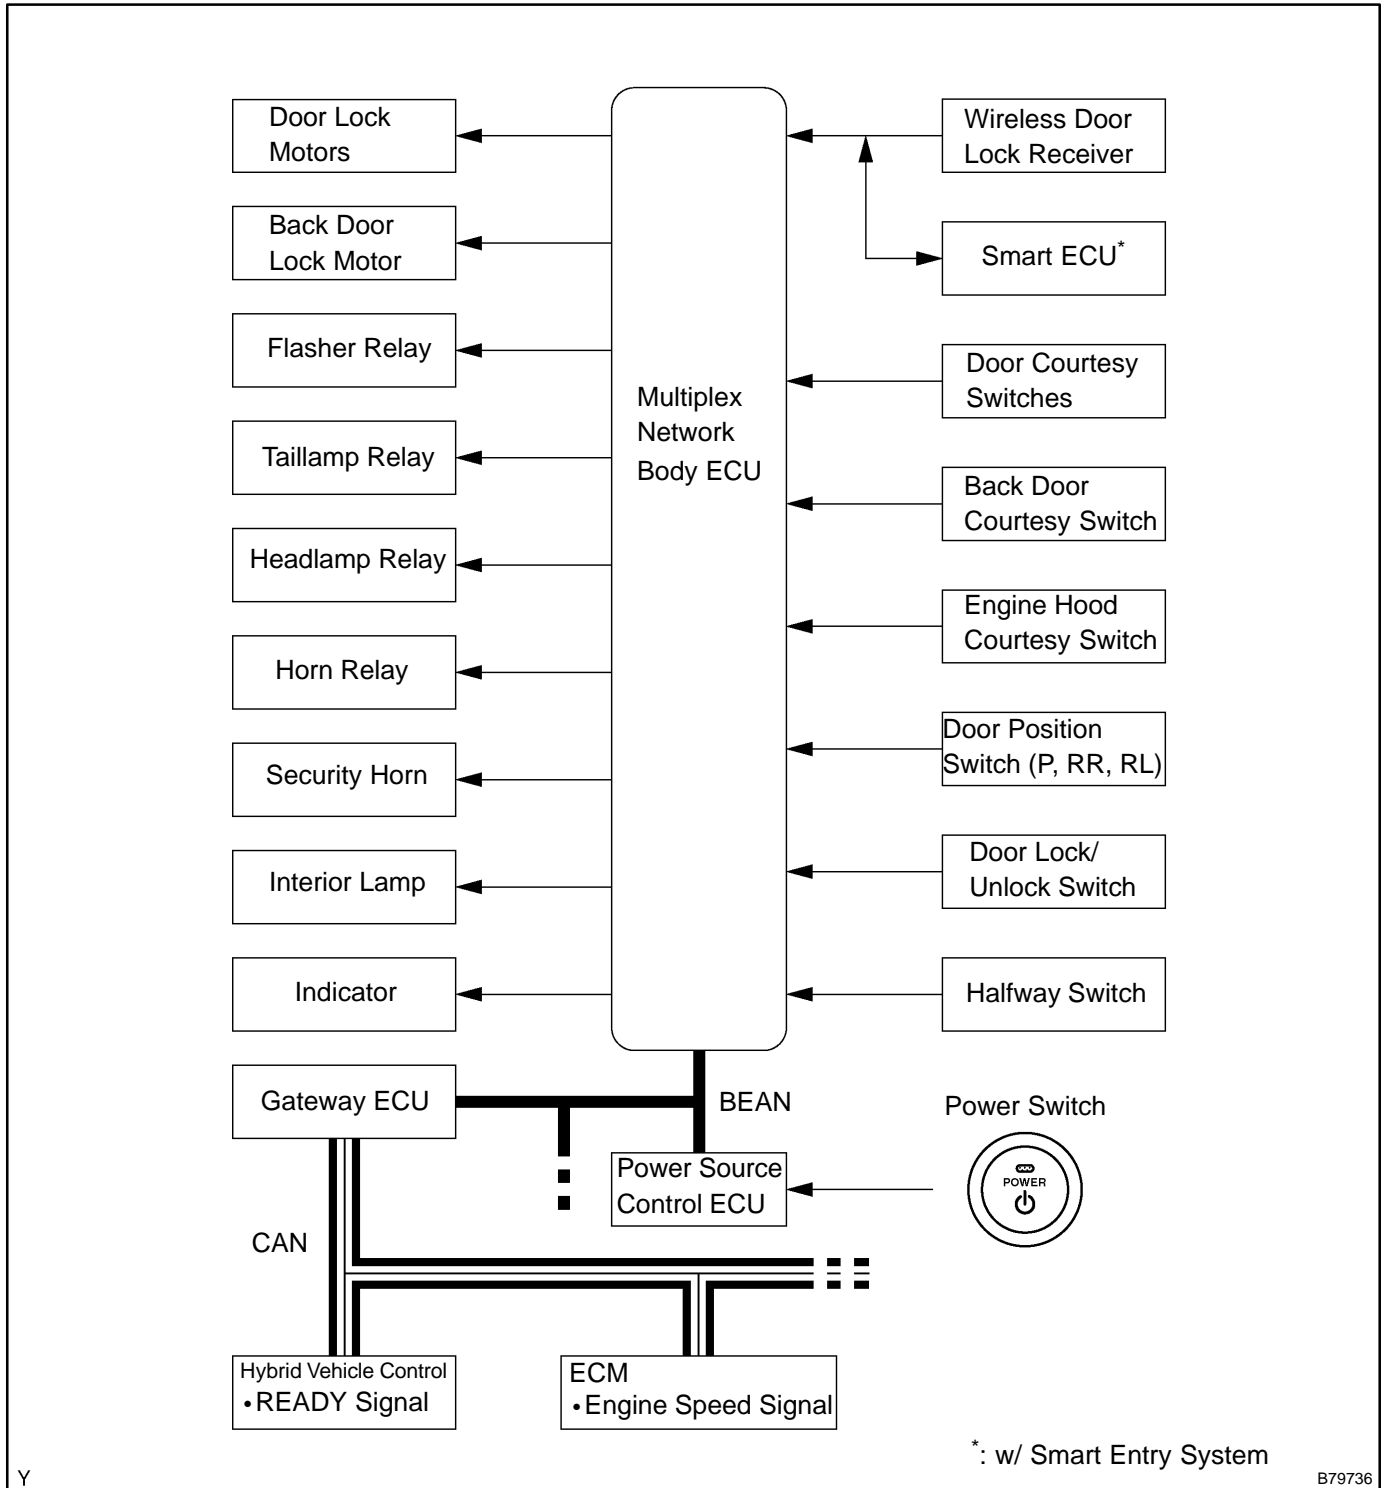 Door Lock
Motors
Back Door
Lock Motor
Flasher Relay
Taillamp Relay
Headlamp Relay
Horn Relay
Security Horn
Interior Lamp
Indicator
Gateway ECU
Multiplex
Network
Body ECU
Wireless Door
Lock Receiver
Smart ECU*
Door Courtesy
Switches
Back Door
Courtesy Switch
Engine Hood
Courtesy Switch
Door Position
Switch (P, RR, RL)
Door Lock/
Unlock Switch
Halfway Switch
BEAN
Power Switch
POWER
Power Source
Control ECU
CAN
Hybrid Vehicle Control
•READY Signal
ECM
•Engine Speed Signal
*: w/ Smart Entry System
Y
B79736